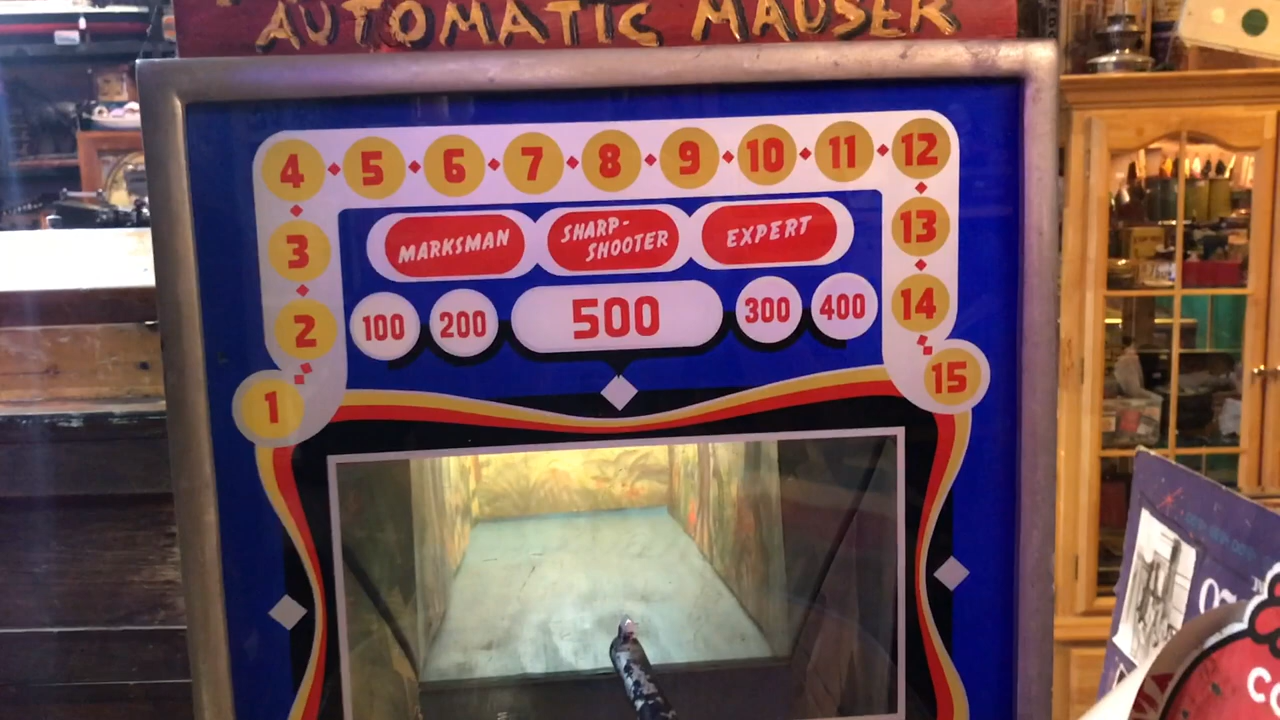 AUTOMATIC MAUSER
4 5 6 7 8 9 10 11 12
3 13
2 14
1 15
MARKSMAN SHARP-SHOOTER EXPERT
100 200 500 300 400